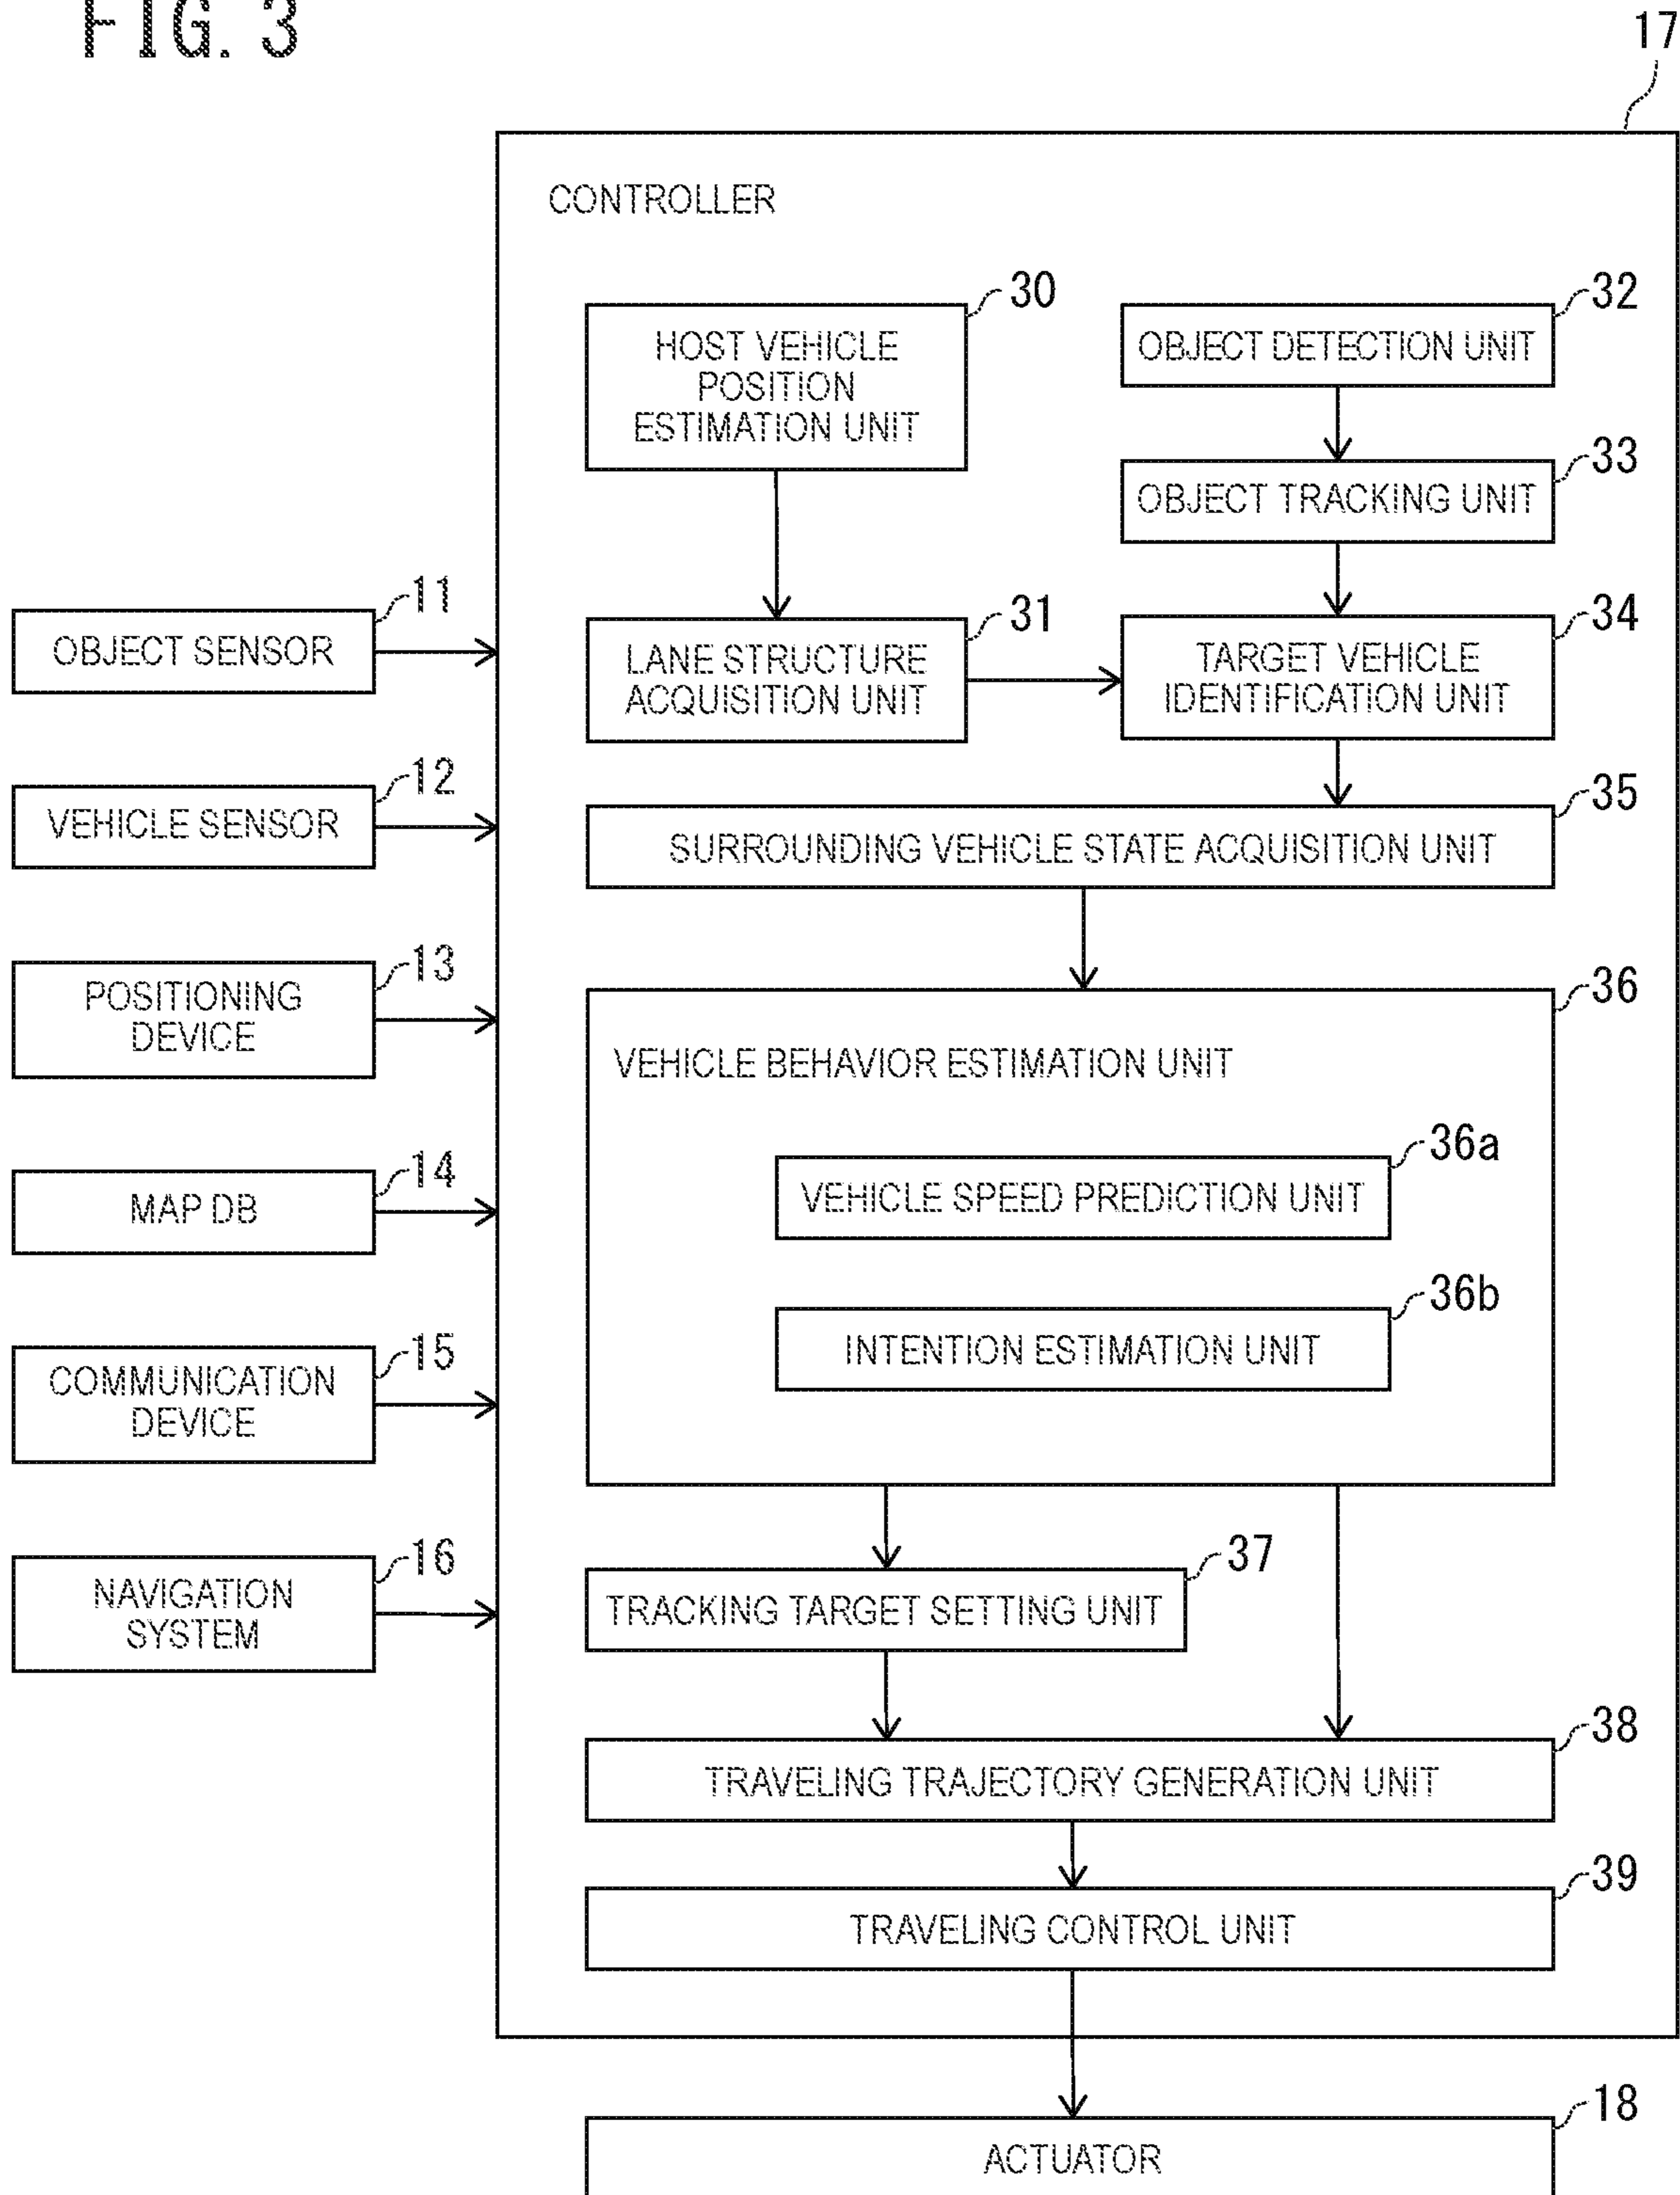 FIG. 3
17
CONTROLLER
30
HOST VEHICLE
POSITION
ESTIMATION UNIT
32
OBJECT DETECTION UNIT
33
OBJECT TRACKING UNIT
11
OBJECT SENSOR
31
LANE STRUCTURE
ACQUISITION UNIT
34
TARGET VEHICLE
IDENTIFICATION UNIT
12
VEHICLE SENSOR
35
SURROUNDING VEHICLE STATE ACQUISITION UNIT
13
POSITIONING
DEVICE
36
VEHICLE BEHAVIOR ESTIMATION UNIT
14
MAP DB
36a
VEHICLE SPEED PREDICTION UNIT
15
COMMUNICATION
DEVICE
36b
INTENTION ESTIMATION UNIT
16
NAVIGATION
SYSTEM
37
TRACKING TARGET SETTING UNIT
38
TRAVELING TRAJECTORY GENERATION UNIT
39
TRAVELING CONTROL UNIT
18
ACTUATOR